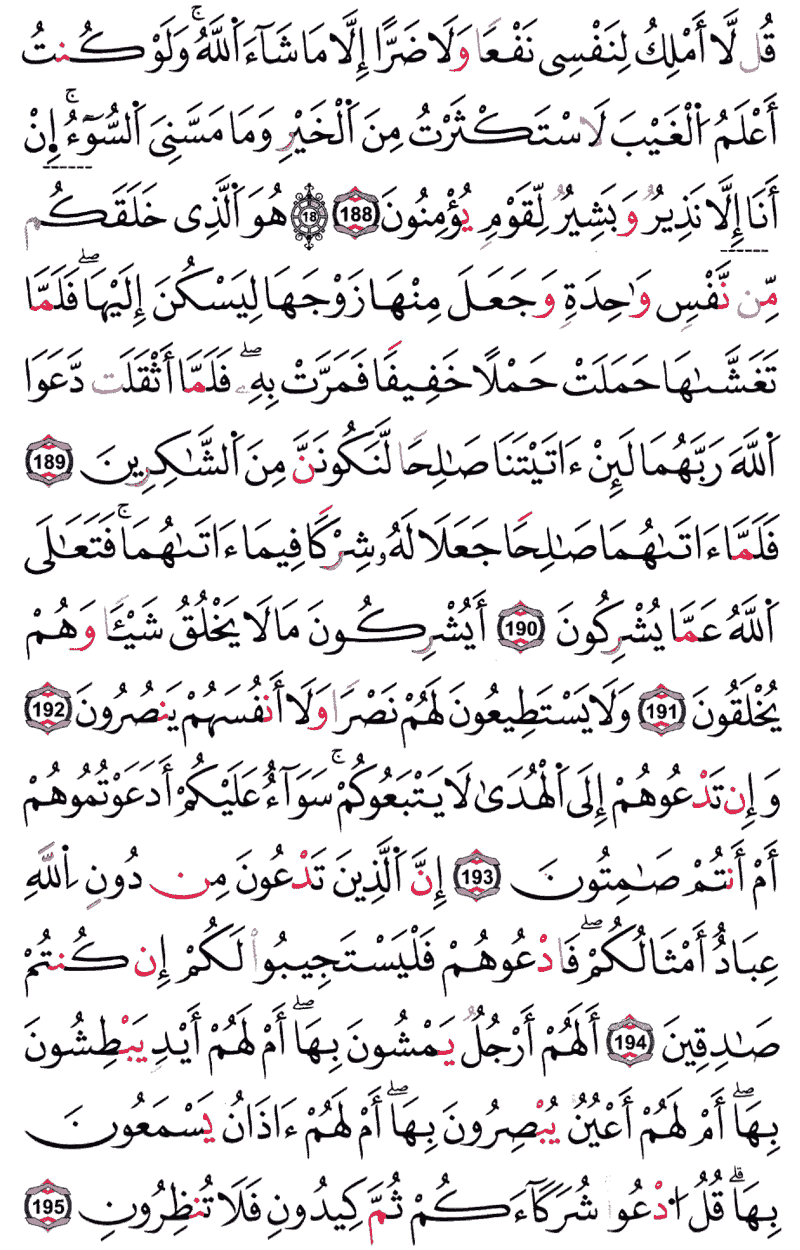 قُل لَّا أَمْلِكُ لِنَفْسِى نَفْعًا وَلَا ضَرًّا إِلَّا مَا شَآءَ ٱللَّهُ ۚ وَلَوْ كُنتُ
أَعْلَمُ ٱلْغَيْبَ لَٱسْتَكْثَرْتُ مِنَ ٱلْخَيْرِ وَمَا مَسَّنِىَ ٱلسُّوٓءُ ۚ إِنْ
أَنَا إِلَّا نَذِيرٌ وَبَشِيرٌ لِّقَوْمٍ يُؤْمِنُونَ 188 18 هُوَ ٱلَّذِى خَلَقَكُم
مِّن نَّفْسٍ وَٰحِدَةٍ وَجَعَلَ مِنْهَا زَوْجَهَا لِيَسْكُنَ إِلَيْهَا ۖ فَلَمَّا
تَغَشَّىٰهَا حَمَلَتْ حَمْلًا خَفِيفًا فَمَرَّتْ بِهِۦ ۖ فَلَمَّا أَثْقَلَت دَّعَوَا
ٱللَّهَ رَبَّهُمَا لَئِنْ ءَاتَيْتَنَا صَٰلِحًا لَّنَكُونَنَّ مِنَ ٱلشَّٰكِرِينَ 189
فَلَمَّا ءَاتَىٰهُمَا صَٰلِحًا جَعَلَا لَهُۥ شِرْكًا فِيمَا ءَاتَىٰهُمَا ۚ فَتَعَٰلَى
ٱللَّهُ عَمَّا يُشْرِكُونَ 190 أَيُشْرِكُونَ مَا لَا يَخْلُقُ شَيْـًٔا وَهُمْ
يُخْلَقُونَ 191 وَلَا يَسْتَطِيعُونَ لَهُمْ نَصْرًا وَلَا أَنفُسَهُمْ يَنصُرُونَ 192
وَإِن تَدْعُوهُمْ إِلَى ٱلْهُدَىٰ لَا يَتْبَعُوكُمْ ۚ سَوَآءٌ عَلَيْكُمْ أَدَعَوْتُمُوهُمْ
أَمْ أَنتُمْ صَٰمِتُونَ 193 إِنَّ ٱلَّذِينَ تَدْعُونَ مِن دُونِ ٱللَّهِ
عِبَادٌ أَمْثَالُكُمْ ۖ فَٱدْعُوهُمْ فَلْيَسْتَجِيبُوا۟ لَكُمْ إِن كُنتُمْ
صَٰدِقِينَ 194 أَلَهُمْ أَرْجُلٌ يَمْشُونَ بِهَا ۖ أَمْ لَهُمْ أَيْدٍ يَبْطِشُونَ
بِهَا ۖ أَمْ لَهُمْ أَعْيُنٌ يُبْصِرُونَ بِهَا ۖ أَمْ لَهُمْ ءَاذَانٌ يَسْمَعُونَ
بِهَا ۗ قُلُ ٱدْعُوا۟ شُرَكَآءَكُمْ ثُمَّ كِيدُونِ فَلَا تُنظِرُونِ 195